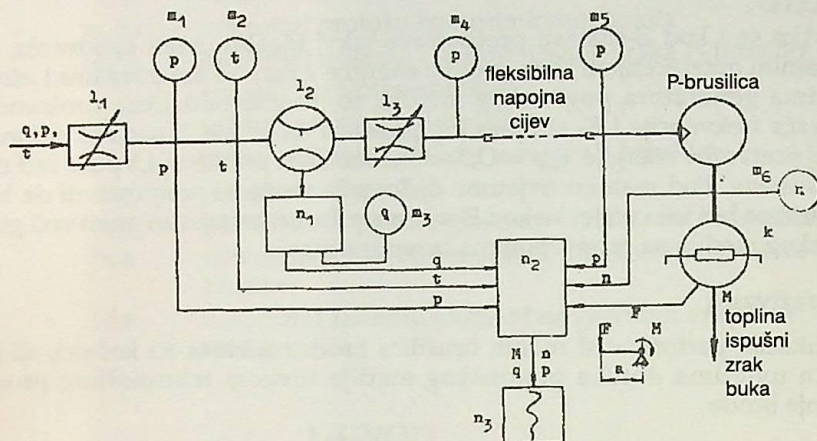 m₁
m₂
m₄
m₅
p
t
p
p
fleksibilna
napojna
cijev
P-brusilica
l₁
l₂
l₃
q, p,
t
p
t
m₆
n₁
q
m₃
n
k
q
n₂
p
t
n
p
F
M
toplina
ispušni
zrak
buka
F
M
a
M n
q p
n₃